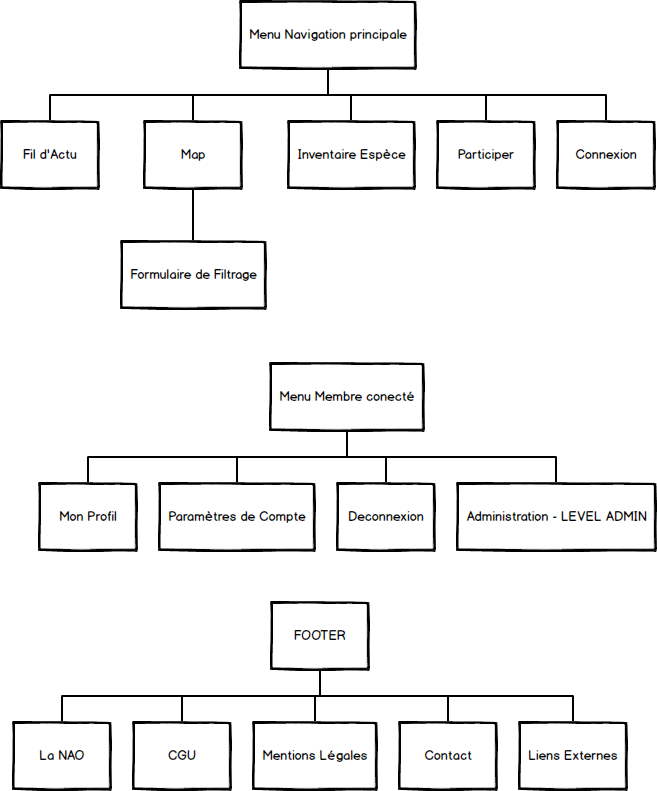 Menu Navigation principale
Fil d'Actu
Map
Inventaire Espèce
Participer
Connexion
Formulaire de Filtrage
Menu Membre conecté
Mon Profil
Paramètres de Compte
Deconnexion
Administration - LEVEL ADMIN
FOOTER
La NAO
CGU
Mentions Légales
Contact
Liens Externes